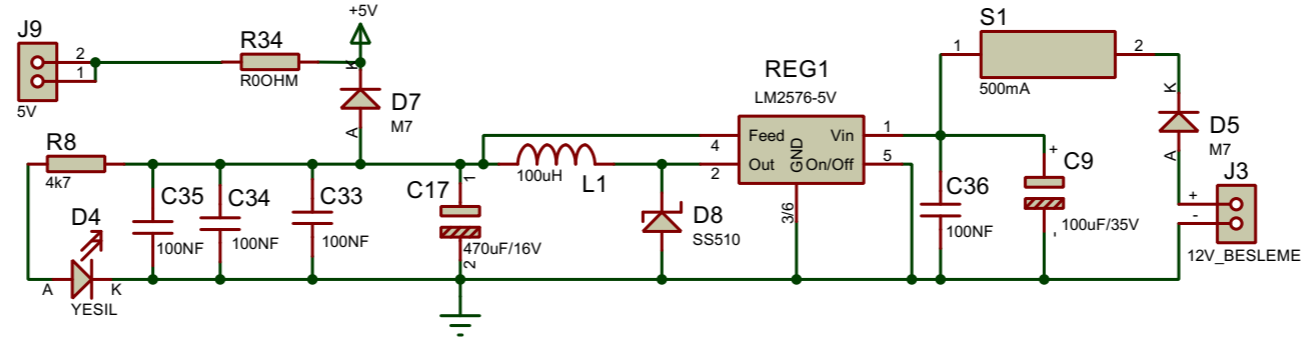 J9
2
1
5V
R34
R0OHM
+5V
K
D7
M7
A
R8
4k7
D4
A
K
YESIL
C35
100NF
C34
100NF
C33
100NF
C17
1
470uF/16V
2
100uH
L1
D8
SS510
REG1
LM2576-5V
Feed
Vin
Out
On/Off
GND
4
2
1
5
3/6
S1
1
2
500mA
K
D5
M7
A
C36
100NF
+
C9
100uF/35V
-
J3
+
-
12V_BESLEME